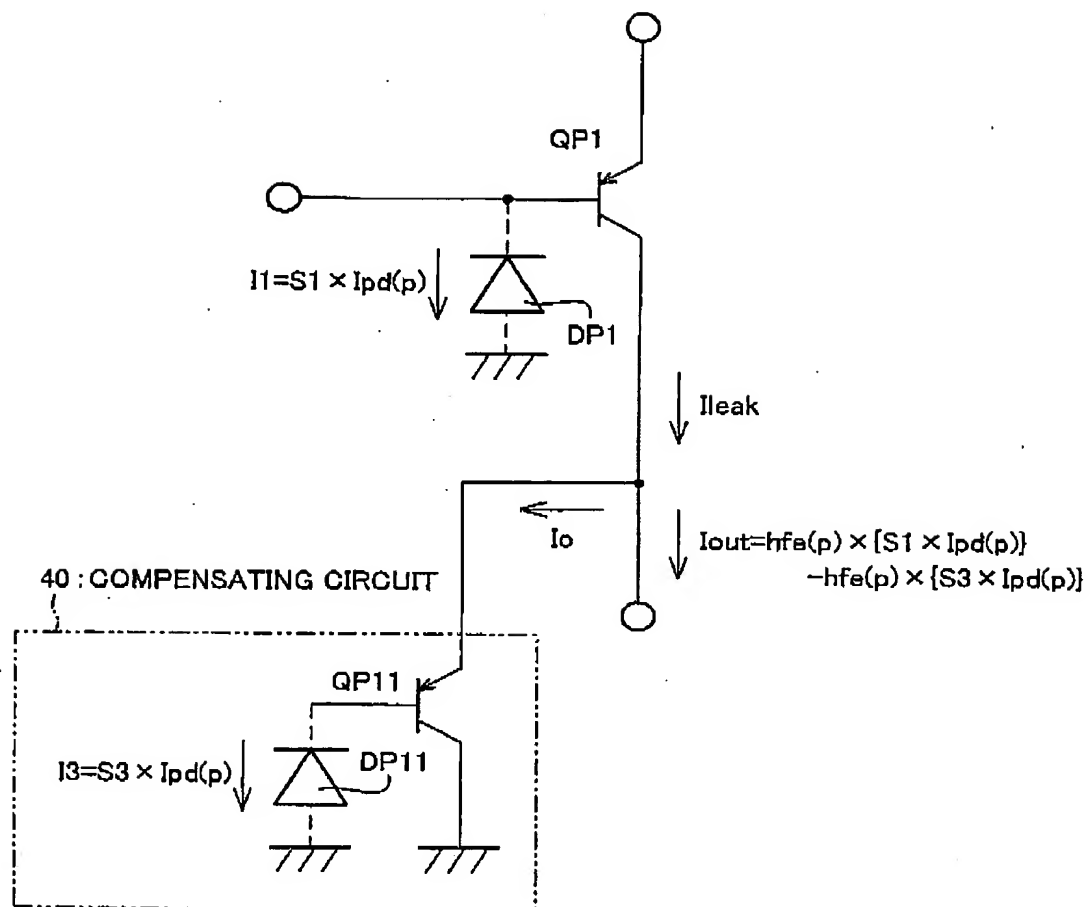 QP1
I1=S1 × Ipd(p)
DP1
Ileak
Io
Iout=hfe(p) × {S1 × Ipd(p)}
−hfe(p) × {S3 × Ipd(p)}
40 : COMPENSATING CIRCUIT
QP11
I3=S3 × Ipd(p)
DP11